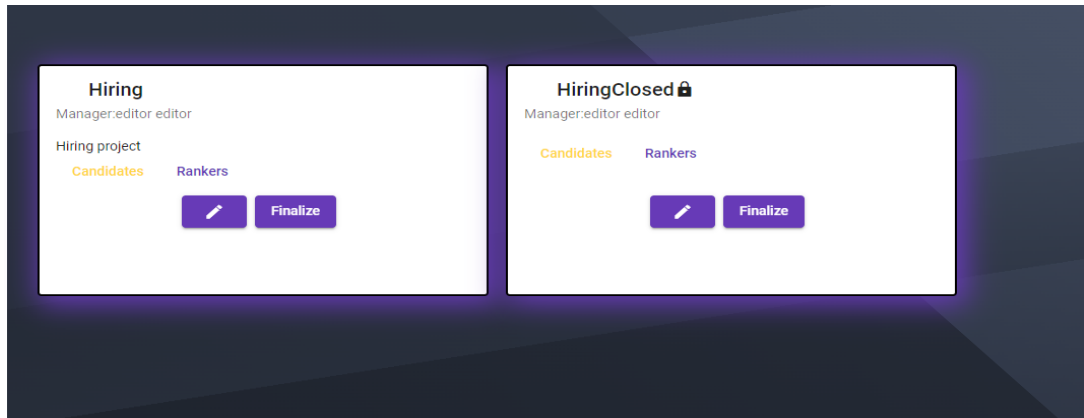 Hiring
Manager:editor editor
Hiring project
Candidates Rankers
Finalize
HiringClosed
Manager:editor editor
Candidates Rankers
Finalize